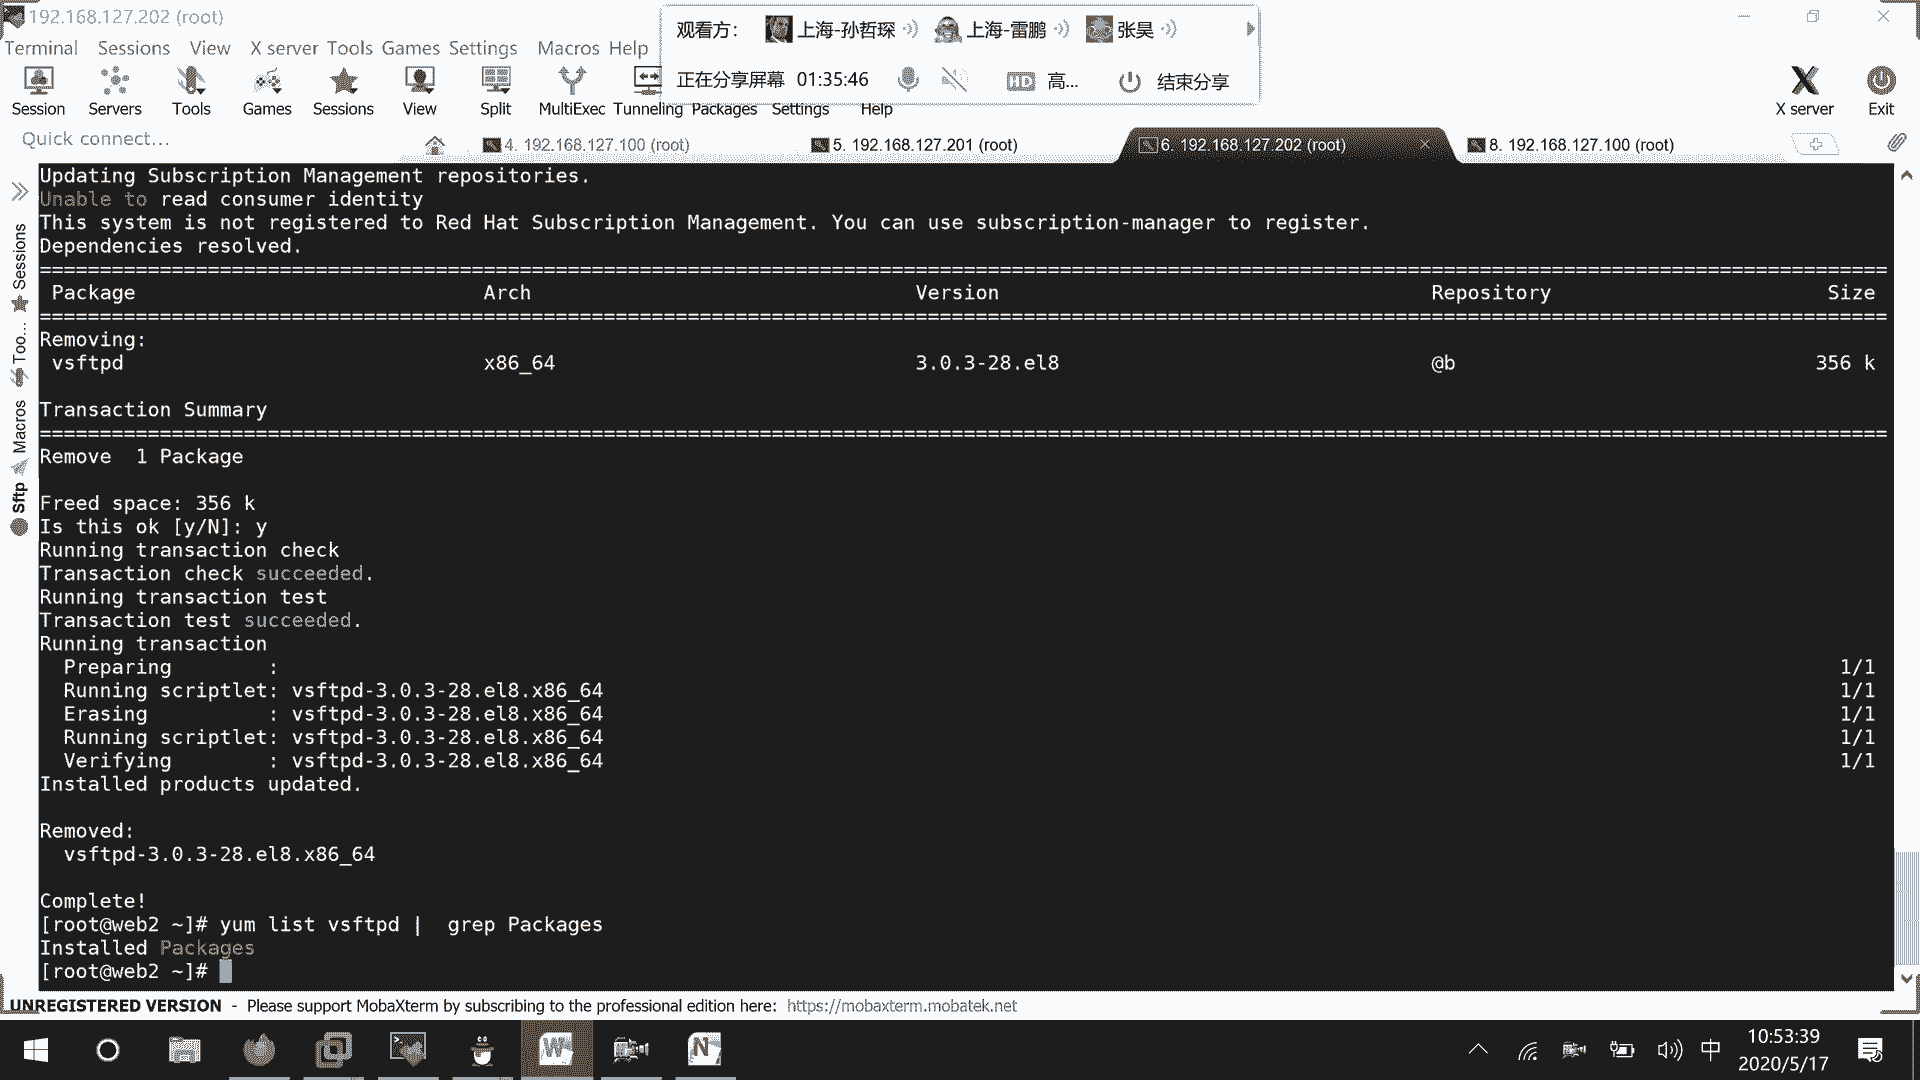 192.168.127.202 (root)
观看方： 上海-孙哲琛 上海-雷鹏 张昊
Terminal Sessions View X server Tools Games Settings Macros Help
正在分享屏幕 01:35:46 HD 高... 结束分享
Session Servers Tools Games Sessions View Split MultiExec Tunneling Packages Settings Help X server Exit
Quick connect...
4. 192.168.127.100 (root) 5. 192.168.127.201 (root) 6. 192.168.127.202 (root) 8. 192.168.127.100 (root)
Sessions
Too...
Macros
Sftp
Updating Subscription Management repositories.
Unable to read consumer identity
This system is not registered to Red Hat Subscription Management. You can use subscription-manager to register.
Dependencies resolved.
================================================================================
Package Arch Version Repository Size
================================================================================
Removing:
vsftpd x86_64 3.0.3-28.el8 @b 356 k
Transaction Summary
================================================================================
Remove  1 Package
Freed space: 356 k
Is this ok [y/N]: y
Running transaction check
Transaction check succeeded.
Running transaction test
Transaction test succeeded.
Running transaction
Preparing : 1/1
Running scriptlet: vsftpd-3.0.3-28.el8.x86_64 1/1
Erasing : vsftpd-3.0.3-28.el8.x86_64 1/1
Running scriptlet: vsftpd-3.0.3-28.el8.x86_64 1/1
Verifying : vsftpd-3.0.3-28.el8.x86_64 1/1
Installed products updated.
Removed:
vsftpd-3.0.3-28.el8.x86_64
Complete!
[root@web2 ~]# yum list vsftpd |  grep Packages
Installed Packages
[root@web2 ~]#
UNREGISTERED VERSION - Please support MobaXterm by subscribing to the professional edition here: https://mobaxterm.mobatek.net
中 10:53:39
2020/5/17